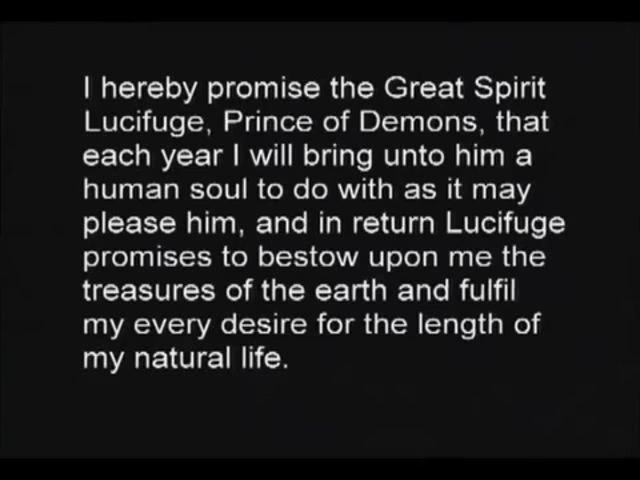 I hereby promise the Great Spirit
Lucifuge, Prince of Demons, that
each year I will bring unto him a
human soul to do with as it may
please him, and in return Lucifuge
promises to bestow upon me the
treasures of the earth and fulfil
my every desire for the length of
my natural life.